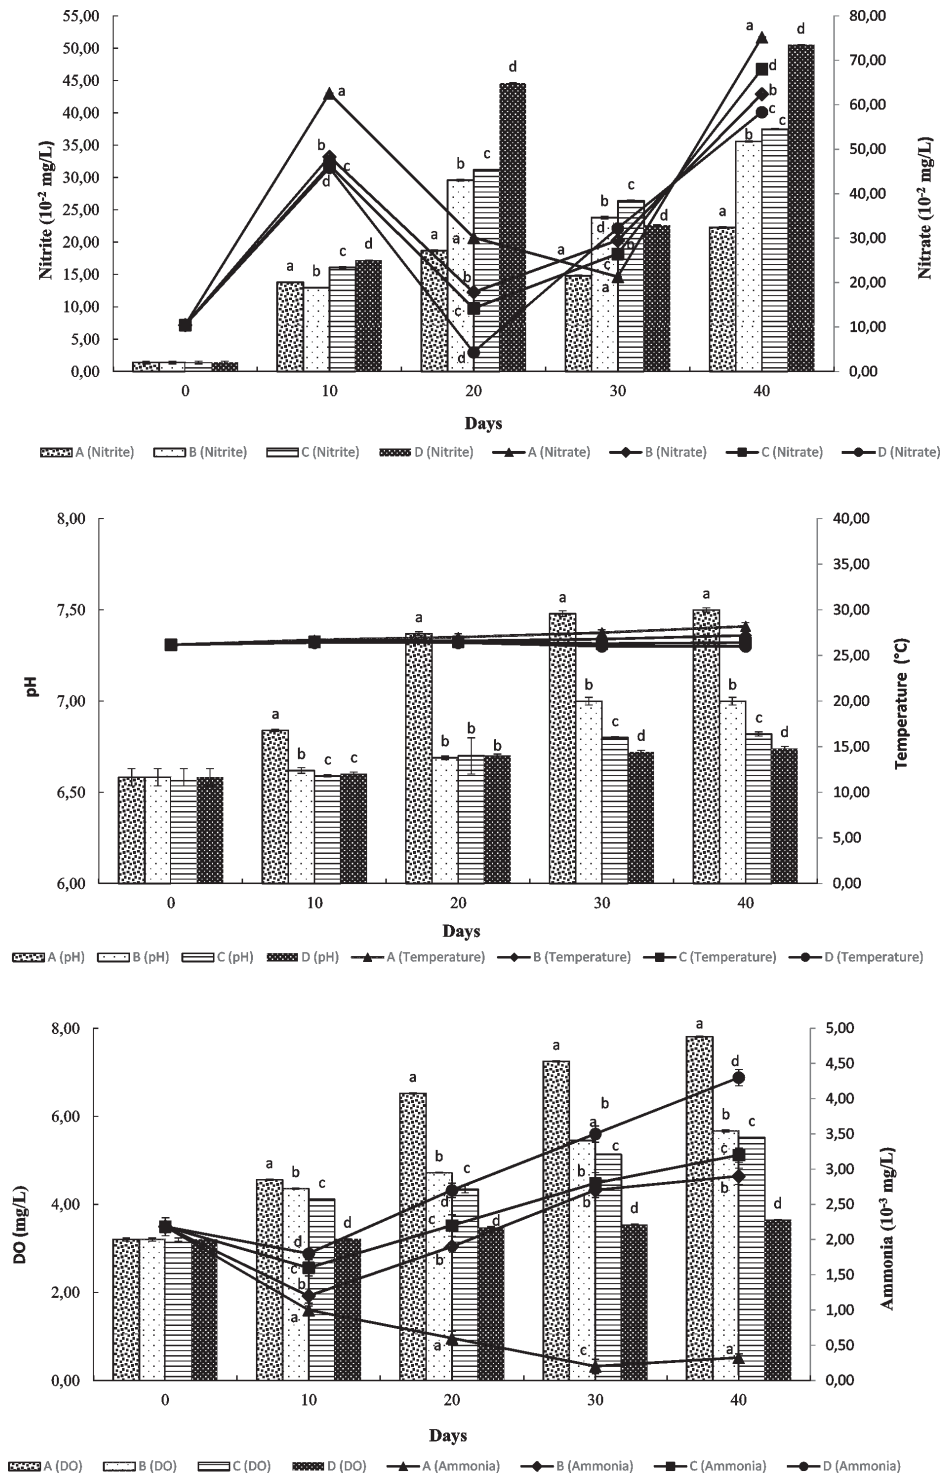 55,00
50,00
45,00
40,00
35,00
30,00
25,00
20,00
15,00
10,00
5,00
0,00
Nitrite (10-2 mg/L)
80,00
70,00
60,00
50,00
40,00
30,00
20,00
10,00
0,00
Nitrate (10-2 mg/L)
a b c d
a b c d
a b c d
a b c d
a b c d
a b c d
a b c d
a b c d
a d b c
0 10 20 30 40
Days
A (Nitrite) B (Nitrite) C (Nitrite) D (Nitrite) A (Nitrate) B (Nitrate) C (Nitrate) D (Nitrate)
8,00
7,50
7,00
6,50
6,00
pH
40,00
35,00
30,00
25,00
20,00
15,00
10,00
5,00
0,00
Temperature (°C)
a b c c
a b b b
a b c d
a b c d
0 10 20 30 40
Days
A (pH) B (pH) C (pH) D (pH) A (Temperature) B (Temperature) C (Temperature) D (Temperature)
8,00
6,00
4,00
2,00
0,00
DO (mg/L)
5,00
4,50
4,00
3,50
3,00
2,50
2,00
1,50
1,00
0,50
0,00
Ammonia (10-3 mg/L)
a b c d
d c b a
a b c d
d c b a
a b c d
a b b c
a b c d
d c b a
0 10 20 30 40
Days
A (DO) B (DO) C (DO) D (DO) A (Ammonia) B (Ammonia) C (Ammonia) D (Ammonia)